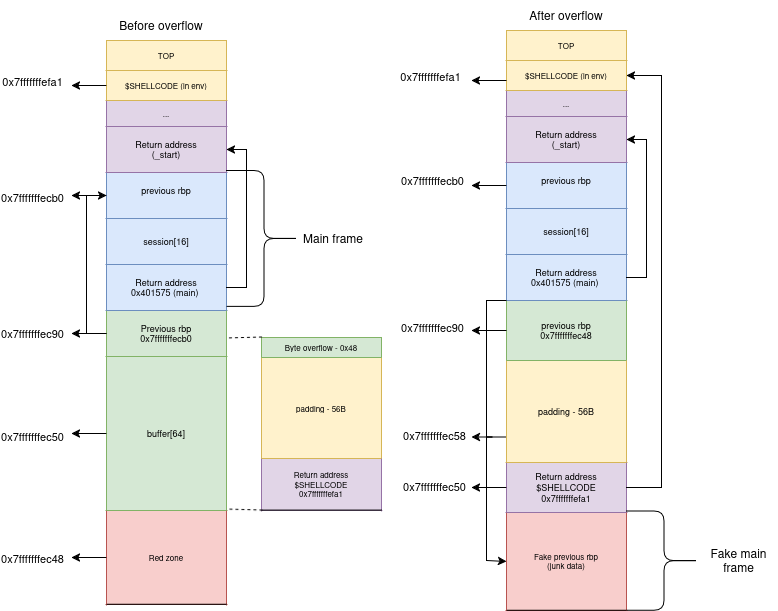 Before overflow
TOP
0x7fffffffefa1
$SHELLCODE (in env)
...
Return address
(_start)
0x7fffffffecb0
previous rbp
session[16]
Main frame
Return address
0x401575 (main)
0x7fffffffec90
Previous rbp
0x7fffffffecb0
Byte overflow - 0x48
padding - 56B
0x7fffffffec50
buffer[64]
Return address
$SHELLCODE
0x7fffffffefa1
0x7fffffffec48
Red zone
After overflow
TOP
0x7fffffffefa1
$SHELLCODE (in env)
...
Return address
(_start)
0x7fffffffecb0
previous rbp
session[16]
Return address
0x401575 (main)
0x7fffffffec90
previous rbp
0x7fffffffec48
padding - 56B
0x7fffffffec58
0x7fffffffec50
Return address
$SHELLCODE
0x7fffffffefa1
Fake previous rbp
(junk data)
Fake main
frame